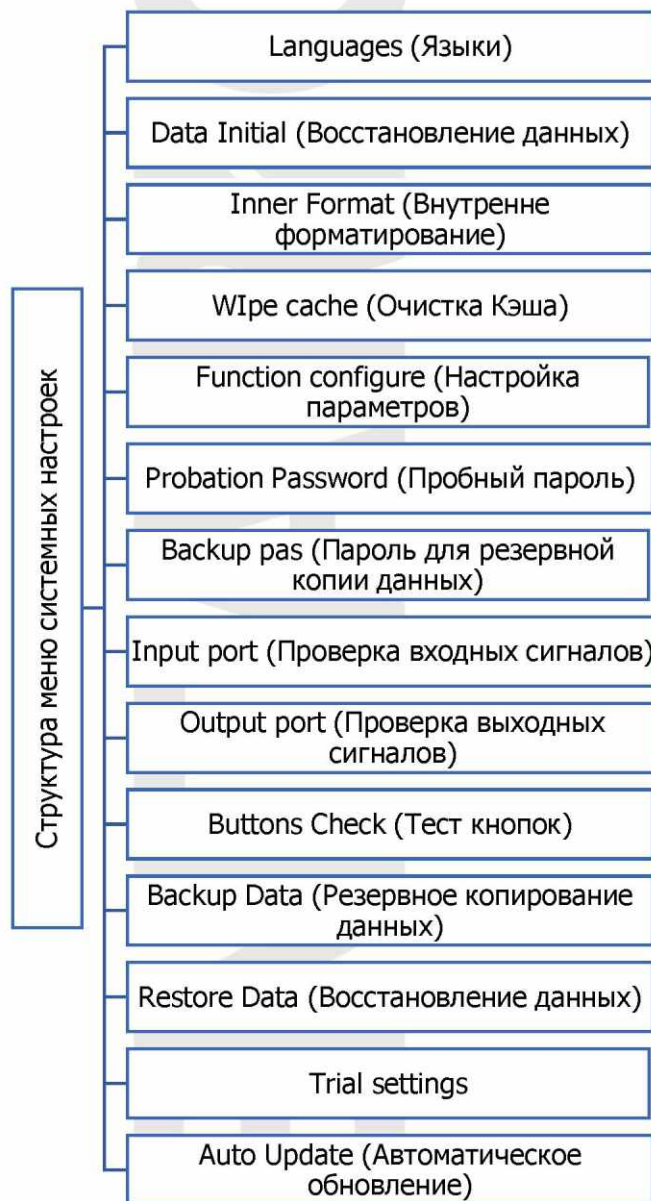 Структура меню системных настроек
Languages (Языки)
Data Initial (Восстановление данных)
Inner Format (Внутренне
форматирование)
WIpe cache (Очистка Кэша)
Function configure (Настройка
параметров)
Probation Password (Пробный пароль)
Backup pas (Пароль для резервной
копии данных)
Input port (Проверка входных сигналов)
Output port (Проверка выходных
сигналов)
Buttons Check (Тест кнопок)
Backup Data (Резервное копирование
данных)
Restore Data (Восстановление данных)
Trial settings
Auto Update (Автоматическое
обновление)